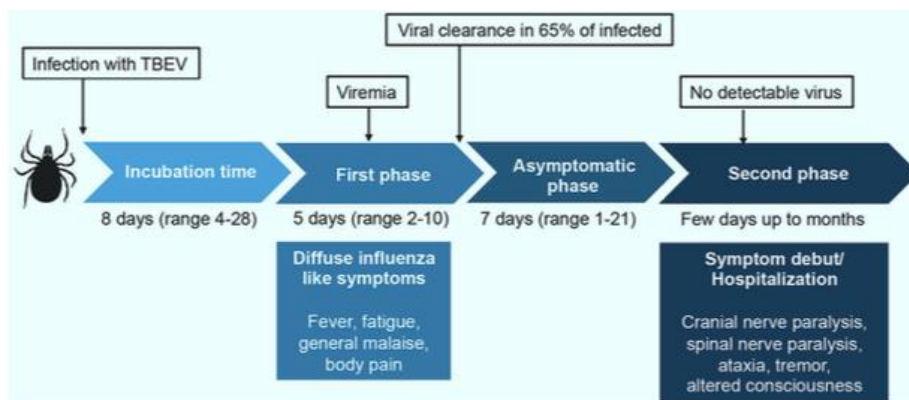 Viral clearance in 65% of infected
Infection with TBEV
Viremia
No detectable virus
Incubation time
First phase
Asymptomatic
phase
Second phase
8 days (range 4-28)
5 days (range 2-10)
7 days (range 1-21)
Few days up to months
Diffuse influenza
like symptoms
Fever, fatigue,
general malaise,
body pain
Symptom debut/
Hospitalization
Cranial nerve paralysis,
spinal nerve paralysis,
ataxia, tremor,
altered consciousness